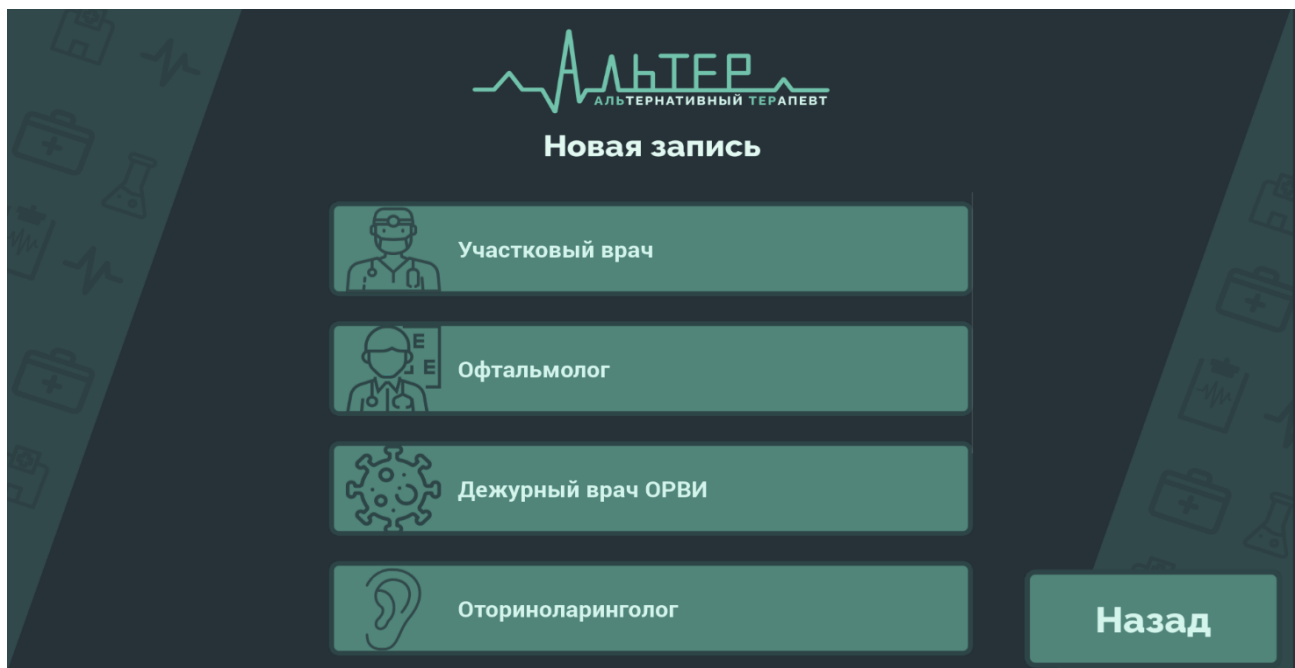 АльТЕР
АЛЬТЕРНАТИВНЫЙ ТЕРАПЕВТ
Новая запись
Участковый врач
E
E
Офтальмолог
Дежурный врач ОРВИ
Оториноларинголог
Назад